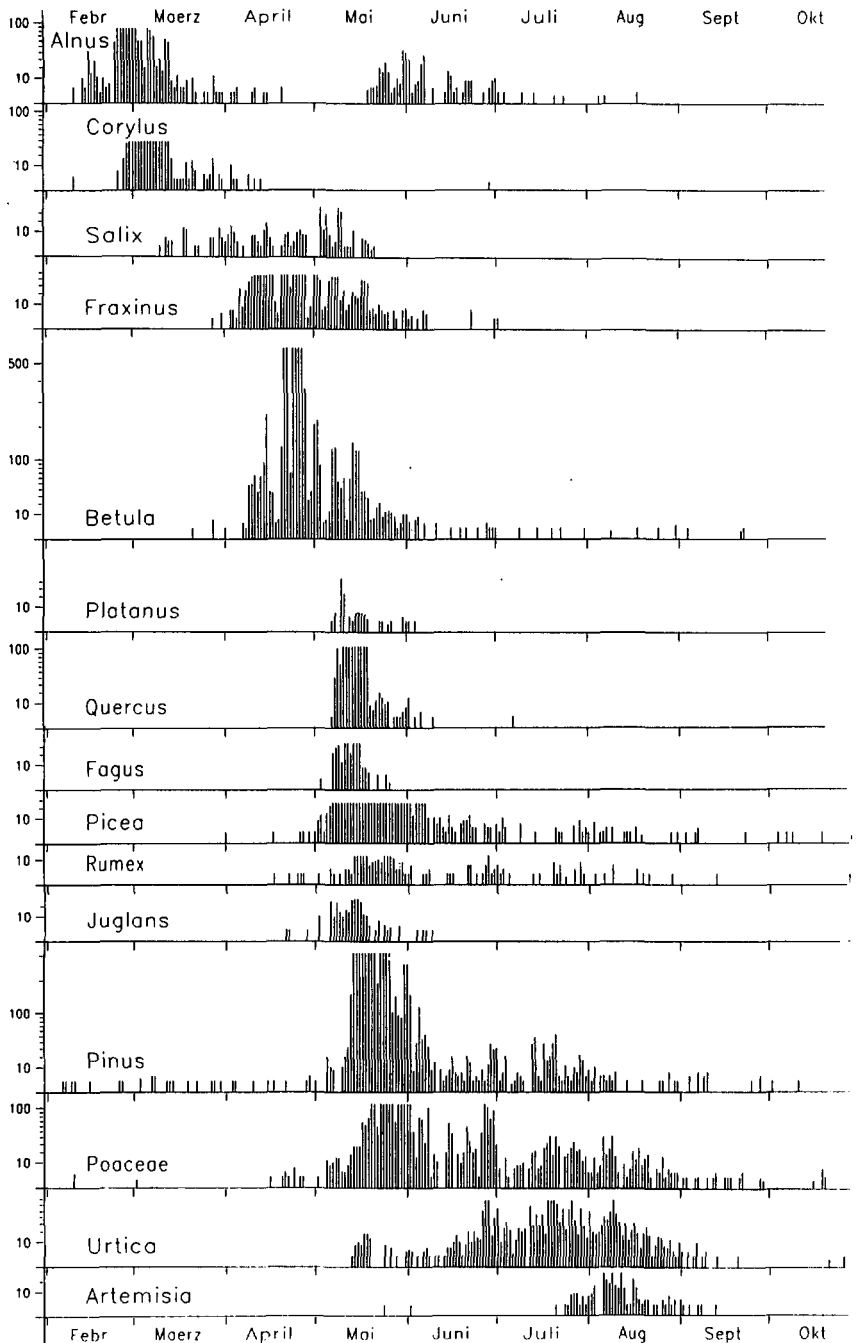 Febr Maerz April Mai Juni Juli Aug Sept Okt
100
10
Alnus
100
10
Corylus
10
Salix
10
Fraxinus
500
100
10
Betula
10
Platanus
100
10
Quercus
10
Fagus
10
Picea
10
Rumex
10
Juglans
100
10
Pinus
100
10
Poaceae
10
Urtica
10
Artemisia
Febr Maerz April Mai Juni Juli Aug Sept Okt